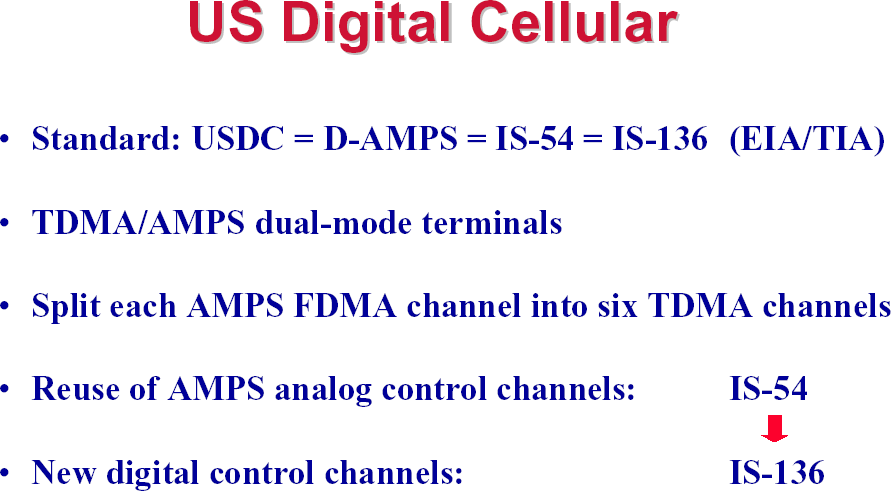 US Digital Cellular
• Standard: USDC = D-AMPS = IS-54 = IS-136 (EIA/TIA)
• TDMA/AMPS dual-mode terminals
• Split each AMPS FDMA channel into six TDMA channels
• Reuse of AMPS analog control channels: IS-54
• New digital control channels: IS-136